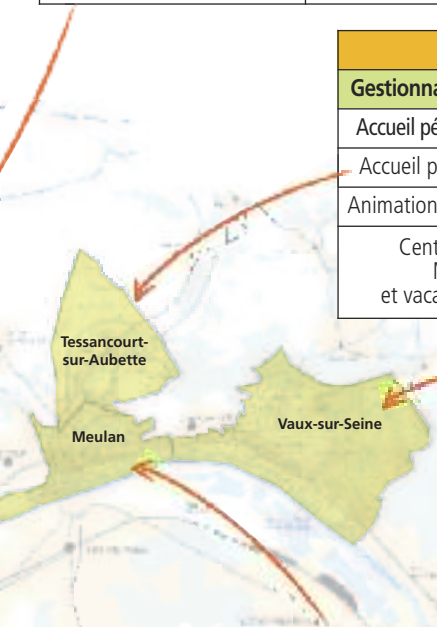 Gestionna
Accueil pé
Accueil p
Animation
Cent
et vaca
Tessancourt-
sur-Aubette
Meulan
Vaux-sur-Seine